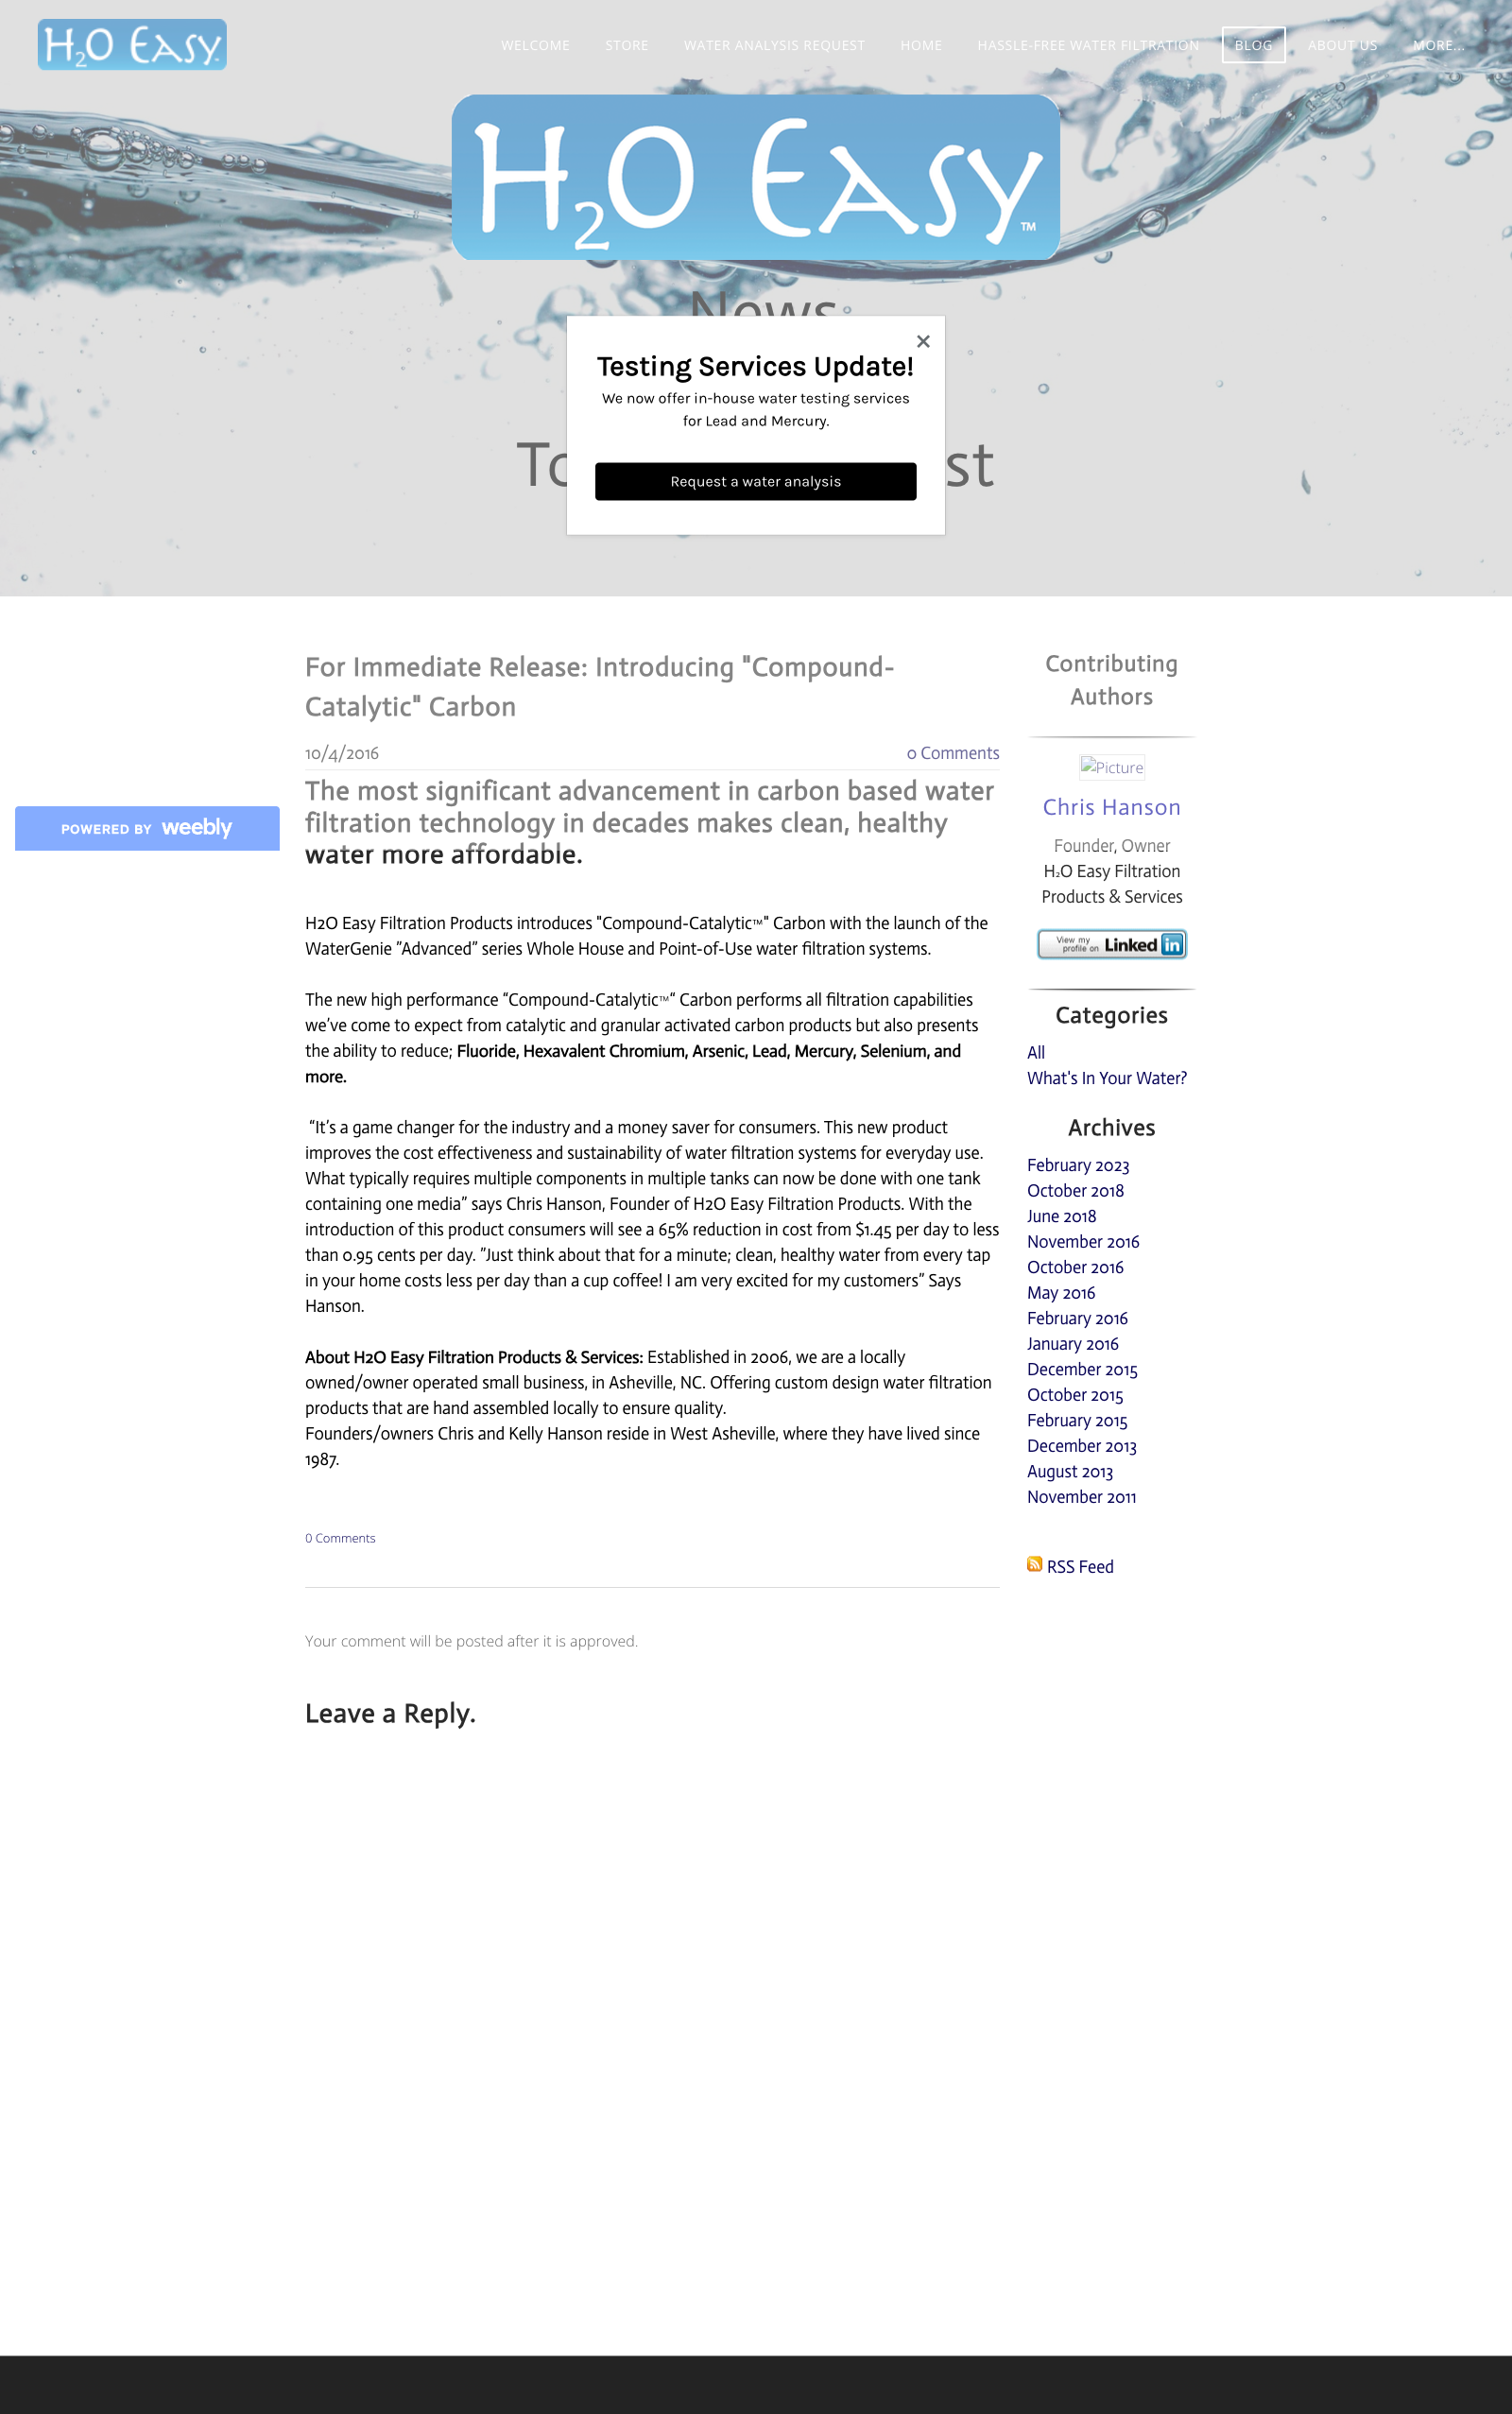 H2O Easy
WELCOME
STORE
WATER ANALYSIS REQUEST
HOME
HASSLE-FREE WATER FILTRATION
BLOG
ABOUT US
MORE...
H2O Easy™
News
Testing Services Update!
We now offer in-house water testing services
for Lead and Mercury.
Request a water analysis
For Immediate Release: Introducing "Compound-
Catalytic" Carbon
10/4/2016
0 Comments
The most significant advancement in carbon based water
filtration technology in decades makes clean, healthy
water more affordable.
H2O Easy Filtration Products introduces "Compound-Catalytic™" Carbon with the launch of the
WaterGenie “Advanced” series Whole House and Point-of-Use water filtration systems.
The new high performance “Compound-Catalytic™“ Carbon performs all filtration capabilities
we’ve come to expect from catalytic and granular activated carbon products but also presents
the ability to reduce; Fluoride, Hexavalent Chromium, Arsenic, Lead, Mercury, Selenium, and
more.
“It’s a game changer for the industry and a money saver for consumers. This new product
improves the cost effectiveness and sustainability of water filtration systems for everyday use.
What typically requires multiple components in multiple tanks can now be done with one tank
containing one media” says Chris Hanson, Founder of H2O Easy Filtration Products. With the
introduction of this product consumers will see a 65% reduction in cost from $1.45 per day to less
than 0.95 cents per day. ”Just think about that for a minute; clean, healthy water from every tap
in your home costs less per day than a cup coffee! I am very excited for my customers” Says
Hanson.
About H2O Easy Filtration Products & Services: Established in 2006, we are a locally
owned/owner operated small business, in Asheville, NC. Offering custom design water filtration
products that are hand assembled locally to ensure quality.
Founders/owners Chris and Kelly Hanson reside in West Asheville, where they have lived since
1987.
0 Comments
Your comment will be posted after it is approved.
Leave a Reply.
Contributing
Authors
Picture
Chris Hanson
Founder, Owner
H2O Easy Filtration
Products & Services
View my
profile on Linked in
Categories
All
What's In Your Water?
Archives
February 2023
October 2018
June 2018
November 2016
October 2016
May 2016
February 2016
January 2016
December 2015
October 2015
February 2015
December 2013
August 2013
November 2011
RSS Feed
POWERED BY weebly